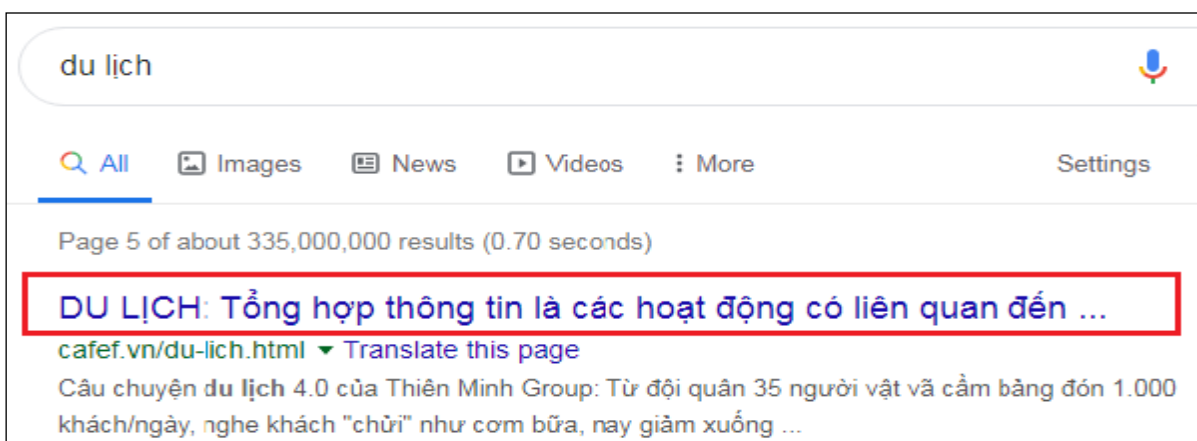 du lịch
All Images News Videos More Settings
Page 5 of about 335,000,000 results (0.70 seconds)
DU LỊCH: Tổng hợp thông tin là các hoạt động có liên quan đến ...
cafef.vn/du-lich.html Translate this page
Câu chuyện du lịch 4.0 của Thiên Minh Group: Từ đội quân 35 người vật vã cầm bảng đón 1.000
khách/ngày, nghe khách "chửi" như cơm bữa, nay giảm xuống ...